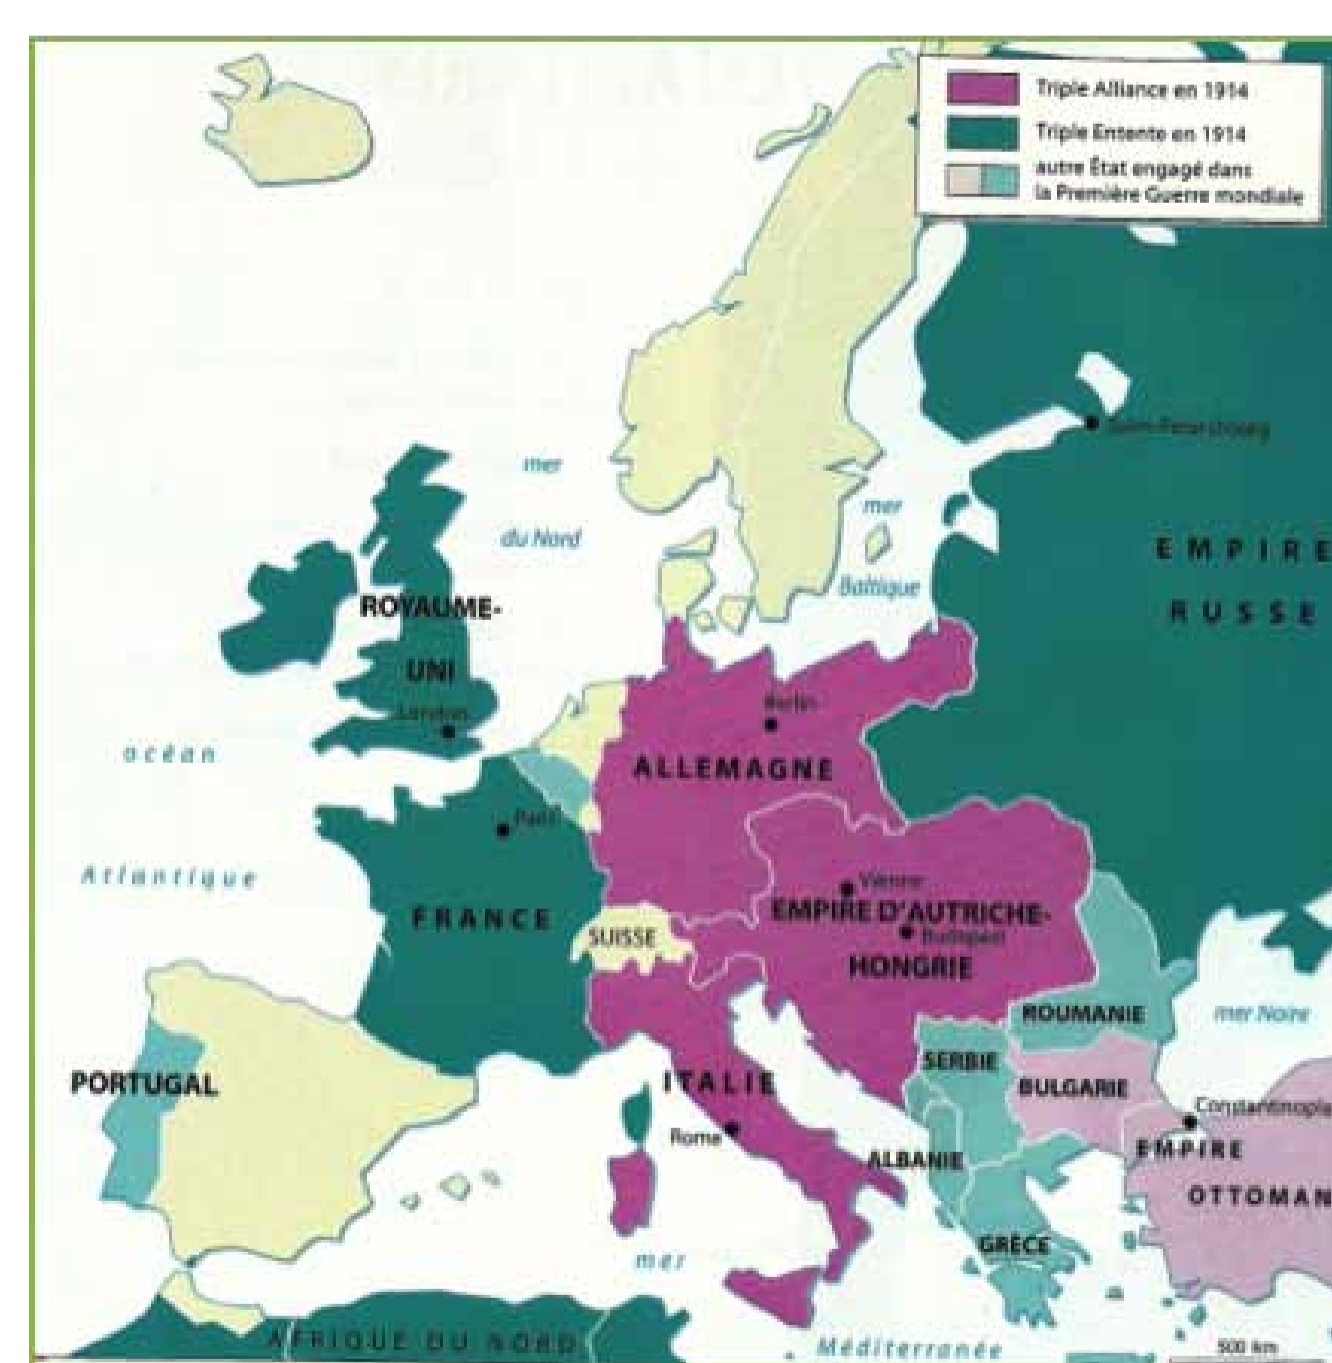 Triple Alliance en 1914
Triple Entente en 1914
autre État engagé dans
la Première Guerre mondiale
Saint-Petersbourg
mer
du Nord
mer
Baltique
EMPIRE
RUSSE
ROYAUME-
UNI
London
Berlin
océan
ALLEMAGNE
Paris
Atlantique
Vienne
FRANCE
EMPIRE D'AUTRICHE-
SUISSE
Budapest
HONGRIE
ROUMANIE
mer Noire
SERBIE
PORTUGAL
ITALIE
BULGARIE
Constantinople
Rome
EMPIRE
ALBANIE
OTTOMAN
GRÈCE
mer
AFRIQUE DU NORD
Méditerranée
500 km